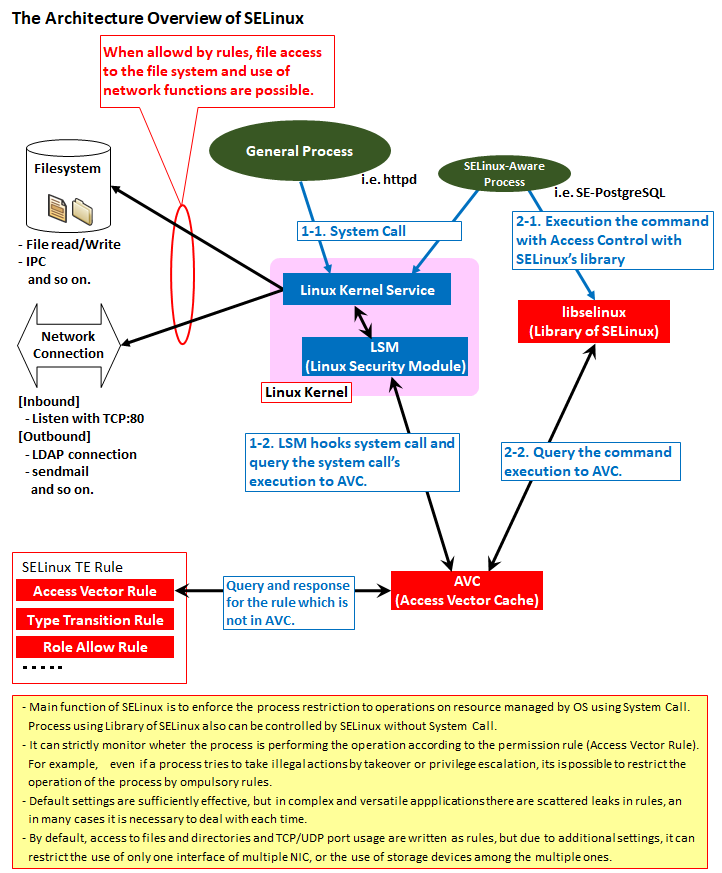 The Architecture Overview of SELinux
When allowd by rules, file access
to the file system and use of
network functions are possible.
Filesystem
General Process
i.e. httpd
SELinux-Aware
Process
i.e. SE-PostgreSQL
- File read/Write
- IPC
and so on.
1-1. System Call
2-1. Execution the command
with Access Control with
SELinux's library
Linux Kernel Service
libselinux
(Library of SELinux)
Network
Connection
LSM
(Linux Security Module)
Linux Kernel
[Inbound]
- Listen with TCP:80
[Outbound]
- LDAP connection
- sendmail
and so on.
1-2. LSM hooks system call and
query the system call's
execution to AVC.
2-2. Query the command
execution to AVC.
SELinux TE Rule
Access Vector Rule
Type Transition Rule
Role Allow Rule
- - - - -
Query and response
for the rule which is
not in AVC.
AVC
(Access Vector Cache)
- Main function of SELinux is to enforce the process restriction to operations on resource managed by OS using System Call.
Process using Library of SELinux also can be controlled by SELinux without System Call.
- It can strictly monitor wheter the process is performing the operation according to the permission rule (Access Vector Rule).
For example, even if a process tries to take illegal actions by takeover or privilege escalation, its is possible to restrict the
operation of the process by ompulsory rules.
- Default settings are sufficiently effective, but in complex and versatile appplications there are scattered leaks in rules, an
in many cases it is necessary to deal with each time.
- By default, access to files and directories and TCP/UDP port usage are written as rules, but due to additional settings, it can
restrict the use of only one interface of multiple NIC, or the use of storage devices among the multiple ones.